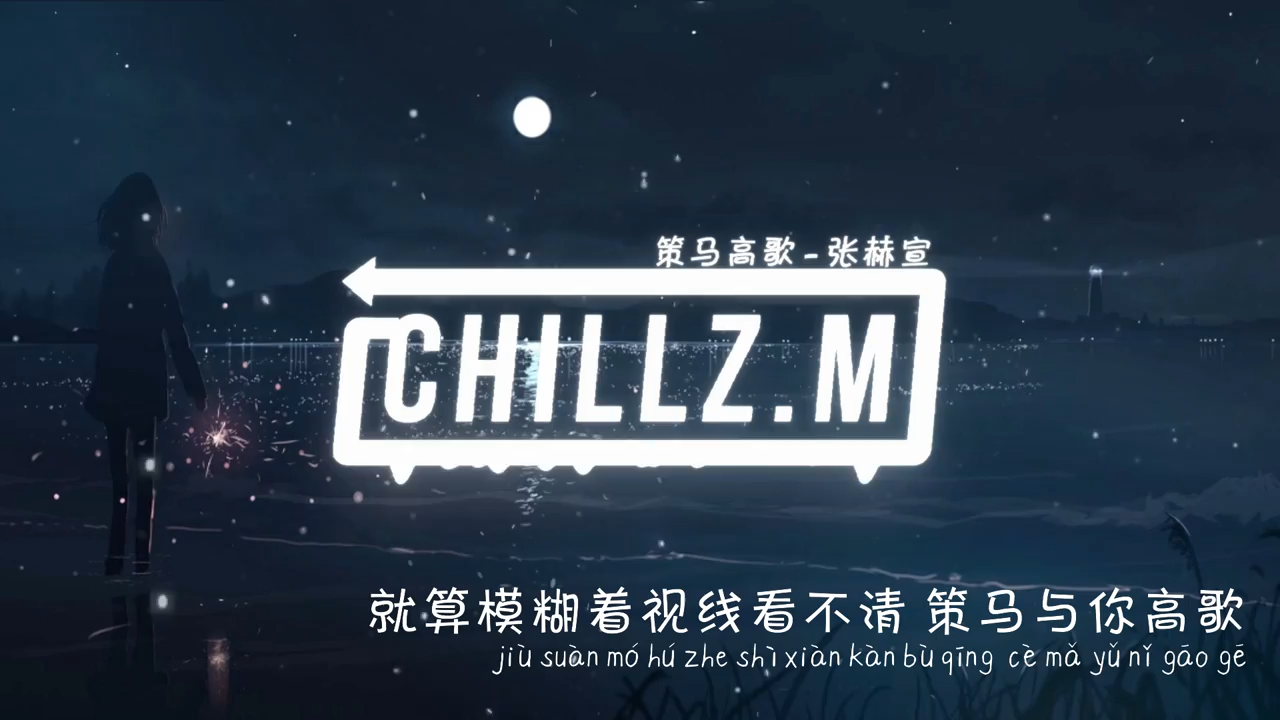 策马高歌 - 张赫宣
CHILLZ.M
就算模糊着视线看不清 策马与你高歌
jiù suàn mó hú zhe shì xiàn kàn bù qīng cè mǎ yǔ nǐ gāo gē